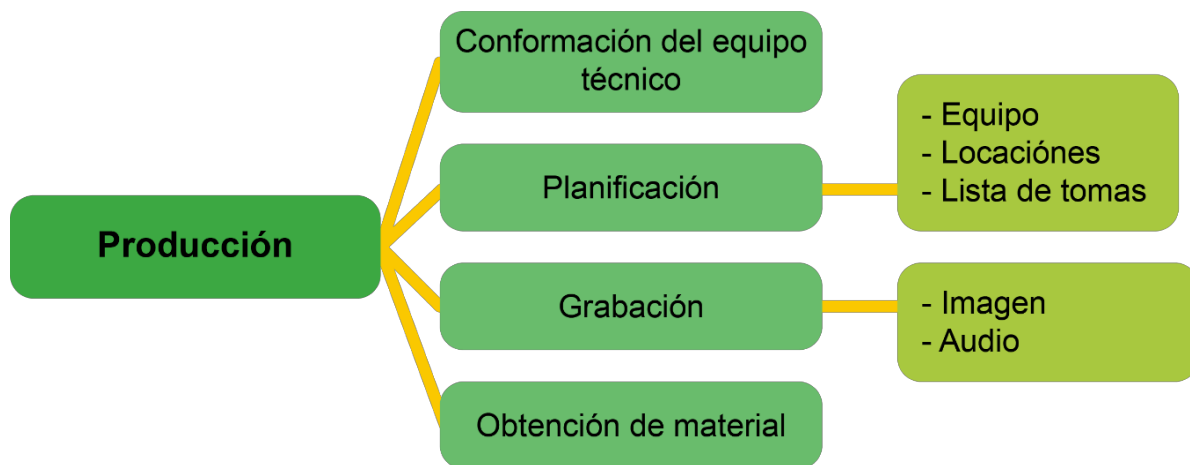 Producción
Conformación del equipo
técnico
Planificación
- Equipo
- Locaciónes
- Lista de tomas
Grabación
- Imagen
- Audio
Obtención de material